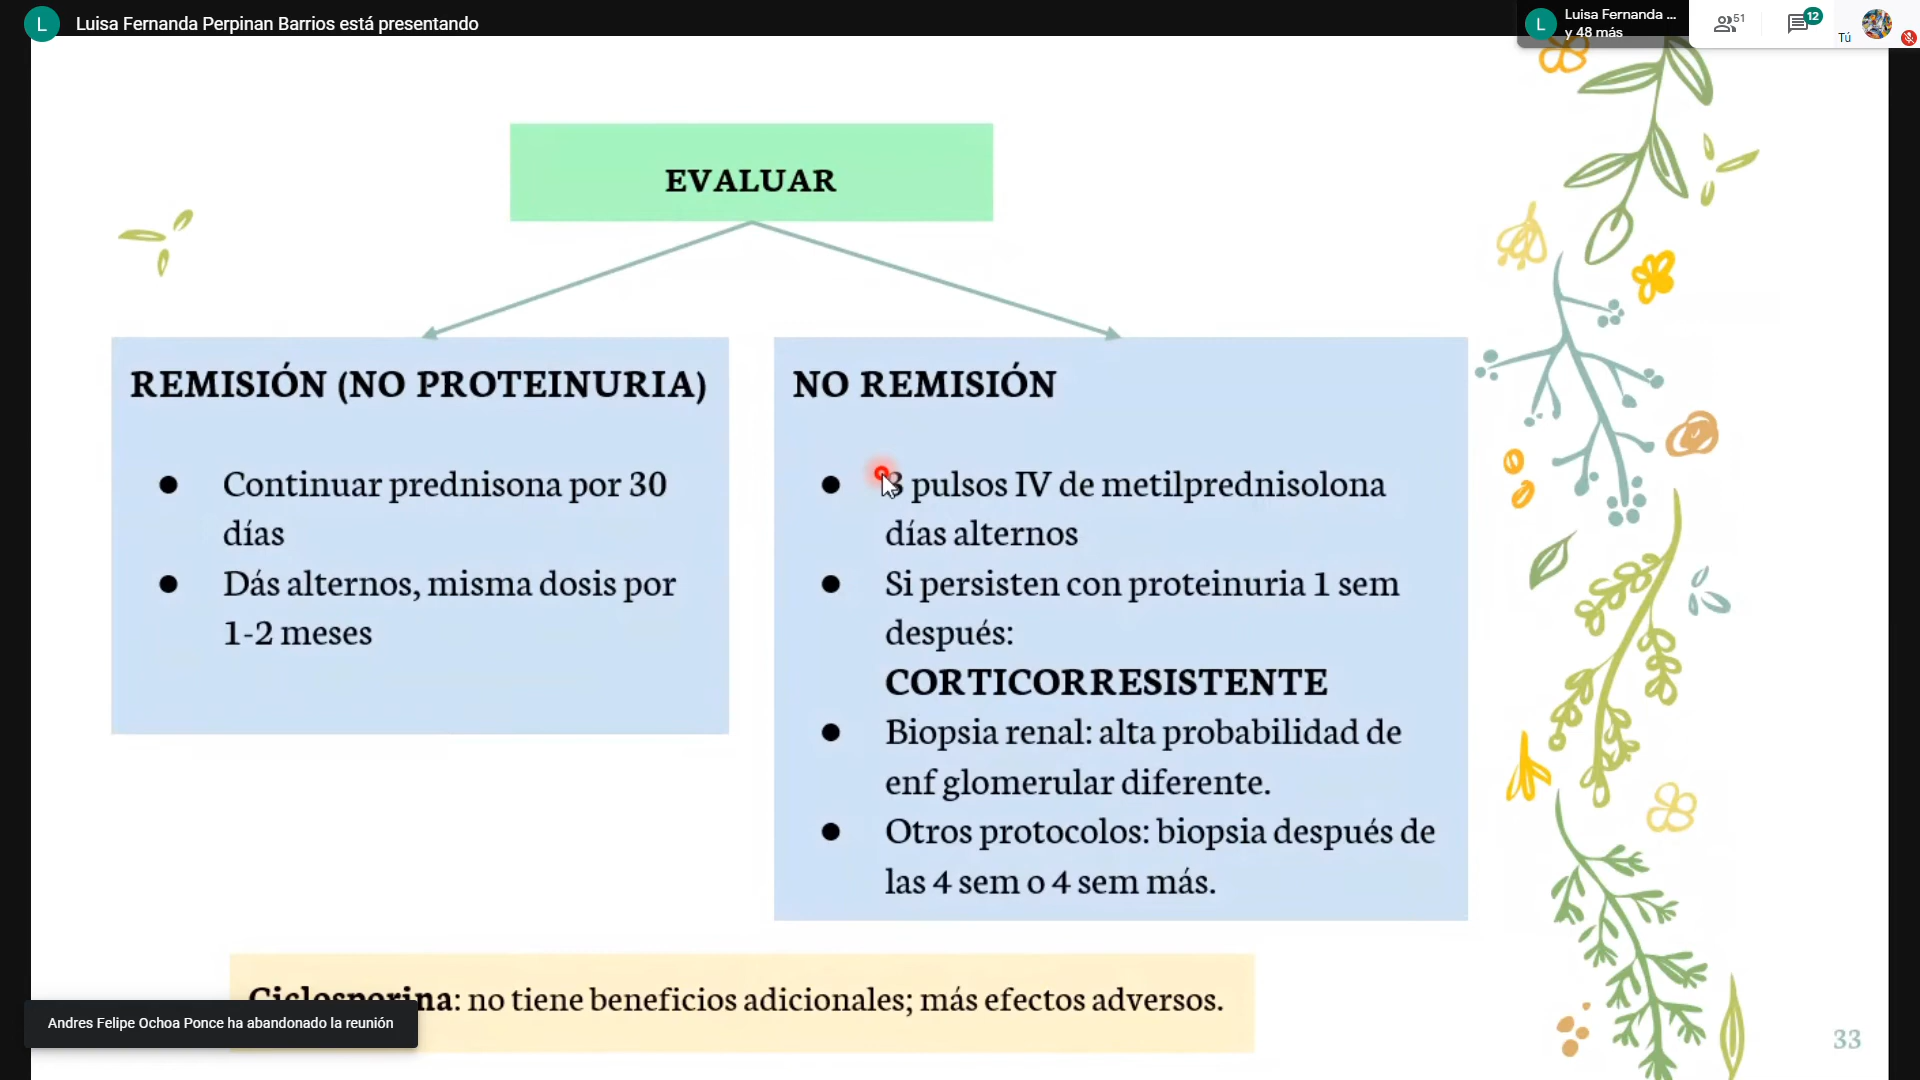 L
Luisa Fernanda Perpinan Barrios está presentando
L
Luisa Fernanda ...
y 48 más
51
12
Tú
EVALUAR
REMISIÓN (NO PROTEINURIA)
● Continuar prednisona por 30
días
● Dás alternos, misma dosis por
1-2 meses
NO REMISIÓN
● 3 pulsos IV de metilprednisolona
días alternos
● Si persisten con proteinuria 1 sem
después:
CORTICORRESISTENTE
● Biopsia renal: alta probabilidad de
enf glomerular diferente.
● Otros protocolos: biopsia después de
las 4 sem o 4 sem más.
Ciclosporina: no tiene beneficios adicionales; más efectos adversos.
Andres Felipe Ochoa Ponce ha abandonado la reunión
33